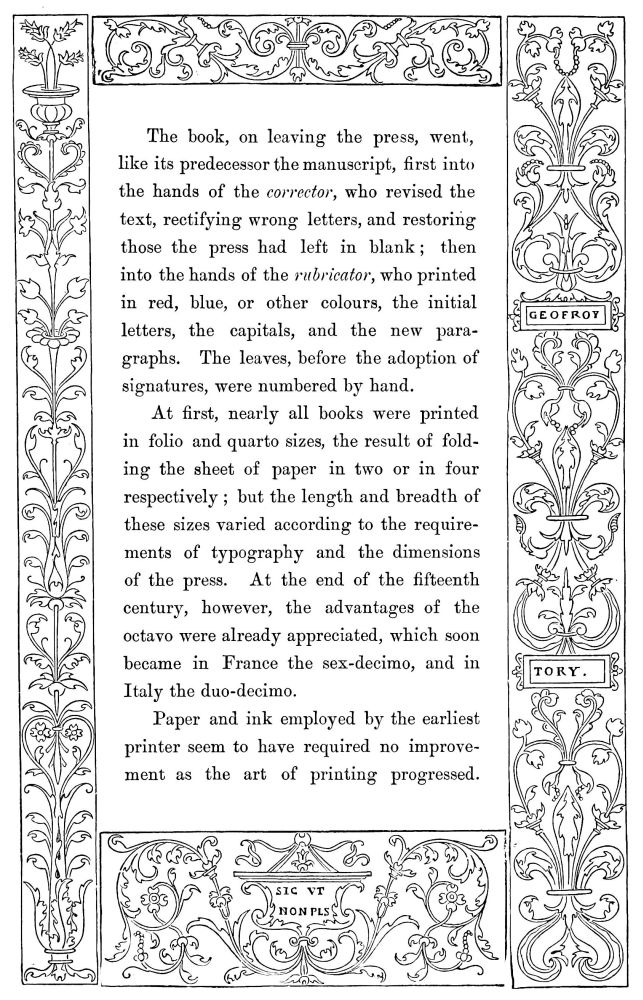 The book, on leaving the press, went,
like its predecessor the manuscript, first into
the hands of the corrector, who revised the
text, rectifying wrong letters, and restoring
those the press had left in blank; then
into the hands of the rubricator, who printed
in red, blue, or other colours, the initial
letters, the capitals, and the new para-
graphs. The leaves, before the adoption of
signatures, were numbered by hand.
At first, nearly all books were printed
in folio and quarto sizes, the result of fold-
ing the sheet of paper in two or in four
respectively; but the length and breadth of
these sizes varied according to the require-
ments of typography and the dimensions
of the press. At the end of the fifteenth
century, however, the advantages of the
octavo were already appreciated, which soon
became in France the sex-decimo, and in
Italy the duo-decimo.
Paper and ink employed by the earliest
printer seem to have required no improve-
ment as the art of printing progressed.
GEOFROY
TORY.
SIC VT
NON PLS